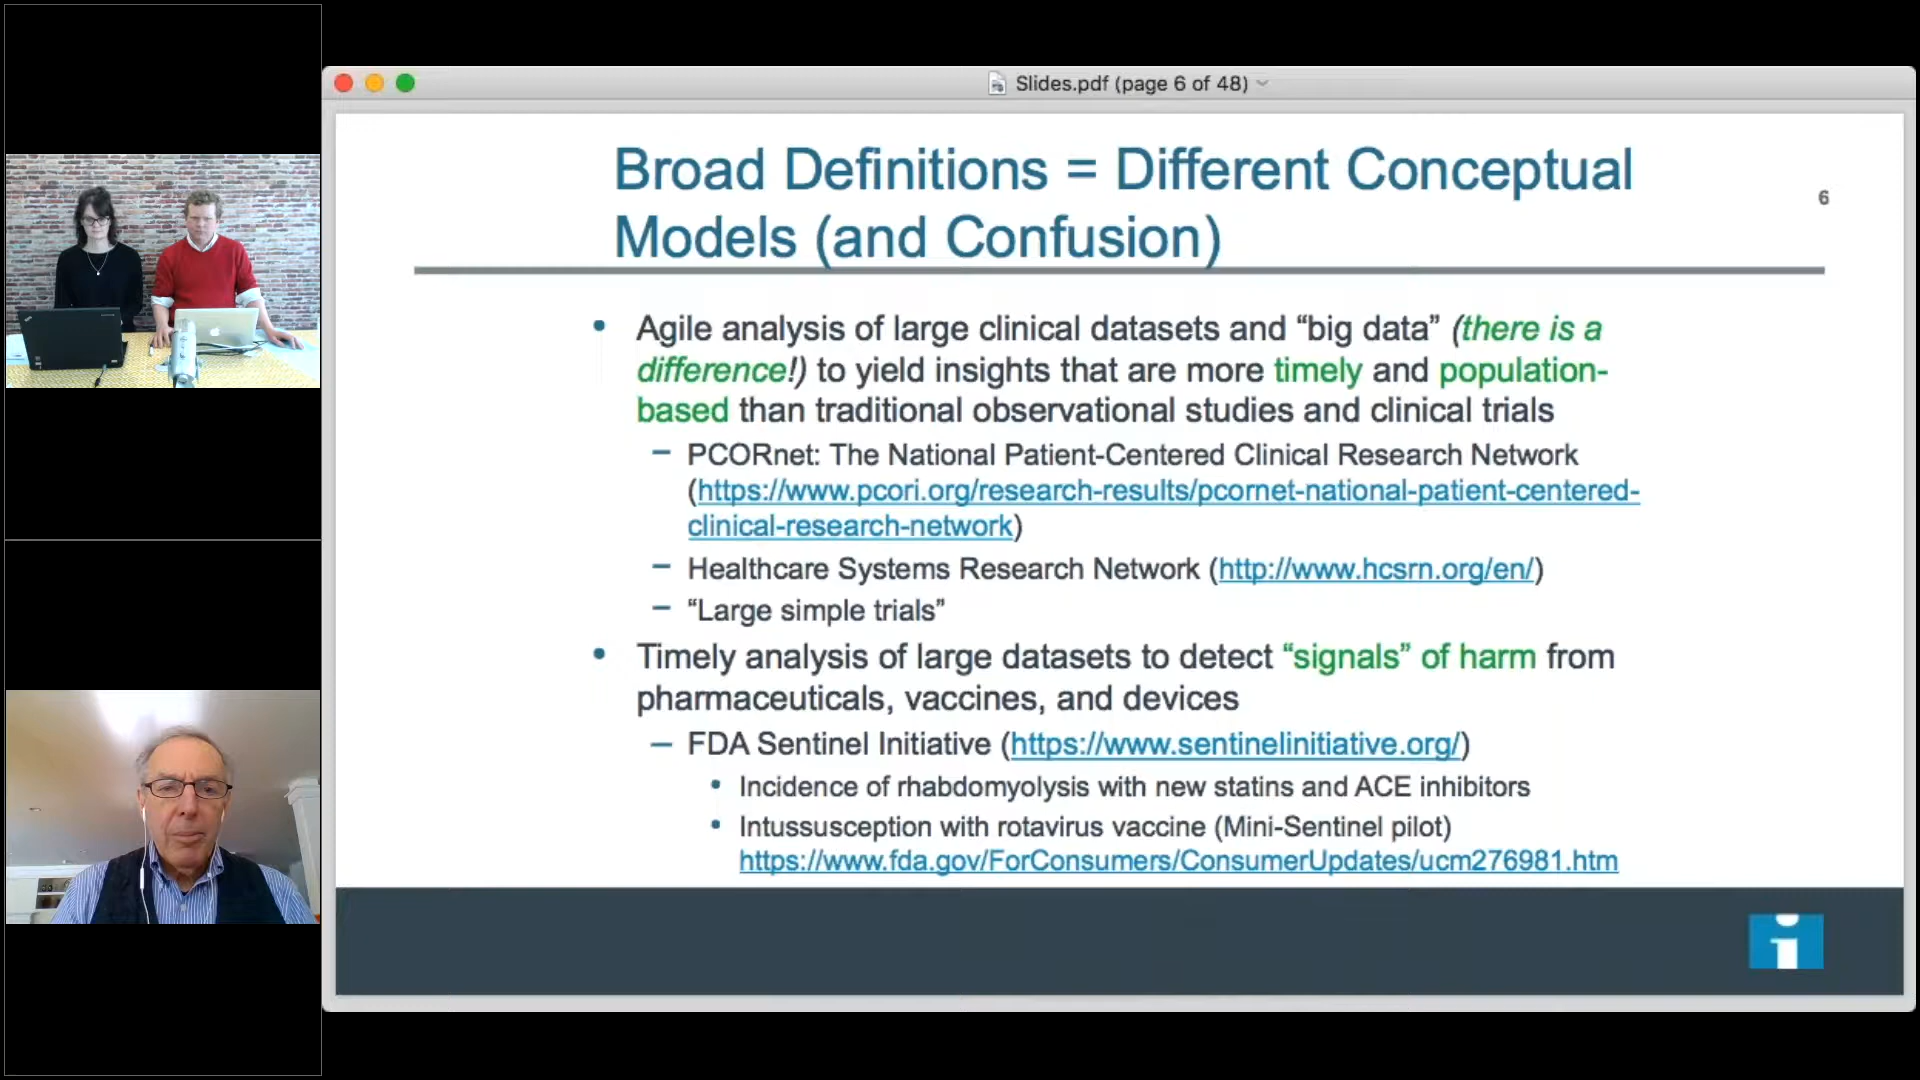 Slides.pdf (page 6 of 48)
Broad Definitions = Different Conceptual
Models (and Confusion)
6
• Agile analysis of large clinical datasets and “big data” (there is a
difference!) to yield insights that are more timely and population-
based than traditional observational studies and clinical trials
– PCORnet: The National Patient-Centered Clinical Research Network
(https://www.pcori.org/research-results/pcornet-national-patient-centered-
clinical-research-network)
– Healthcare Systems Research Network (http://www.hcsrn.org/en/)
– “Large simple trials”
• Timely analysis of large datasets to detect “signals” of harm from
pharmaceuticals, vaccines, and devices
– FDA Sentinel Initiative (https://www.sentinelinitiative.org/)
• Incidence of rhabdomyolysis with new statins and ACE inhibitors
• Intussusception with rotavirus vaccine (Mini-Sentinel pilot)
https://www.fda.gov/ForConsumers/ConsumerUpdates/ucm276981.htm
i